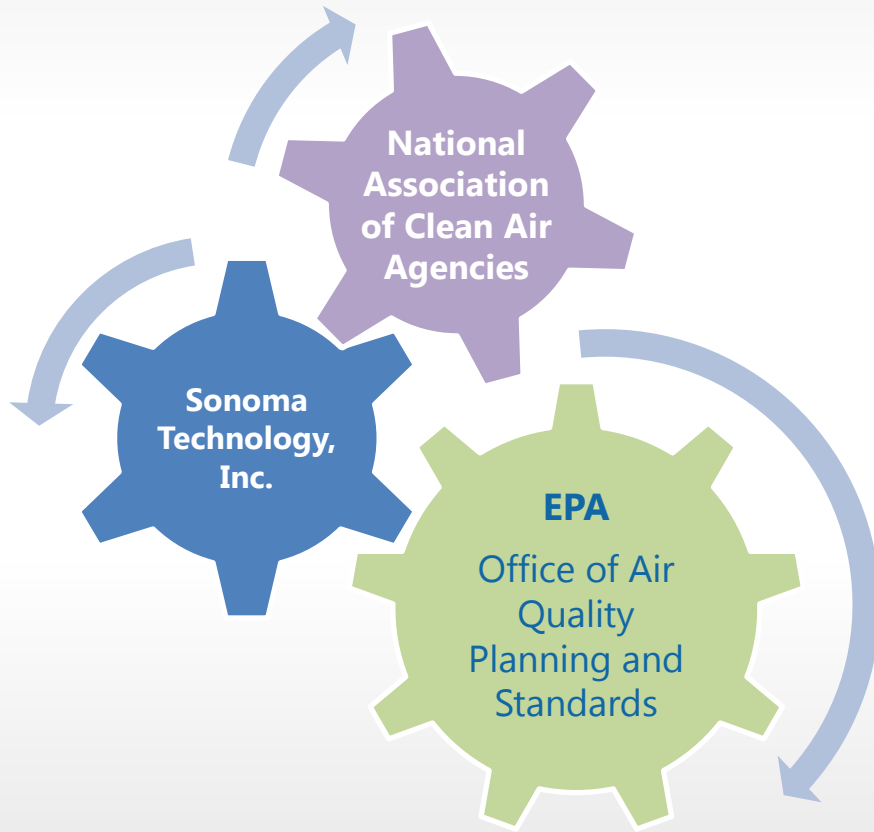 National
Association
of Clean Air
Agencies
Sonoma
Technology,
Inc.
EPA
Office of Air
Quality
Planning and
Standards